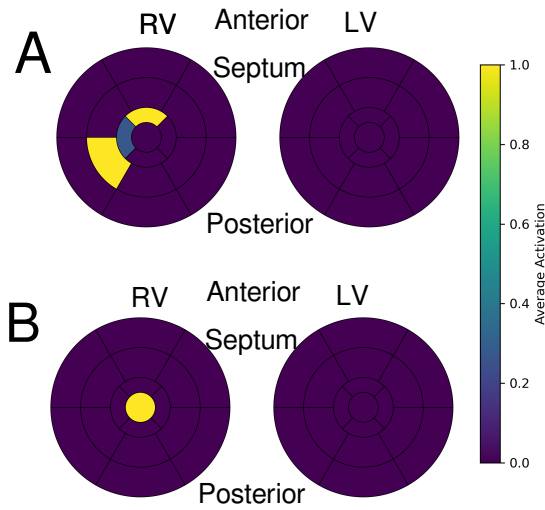 A
RV
Anterior
LV
Septum
Posterior
1.0
0.8
0.6
0.4
0.2
0.0
Average Activation
B
RV
Anterior
LV
Septum
Posterior